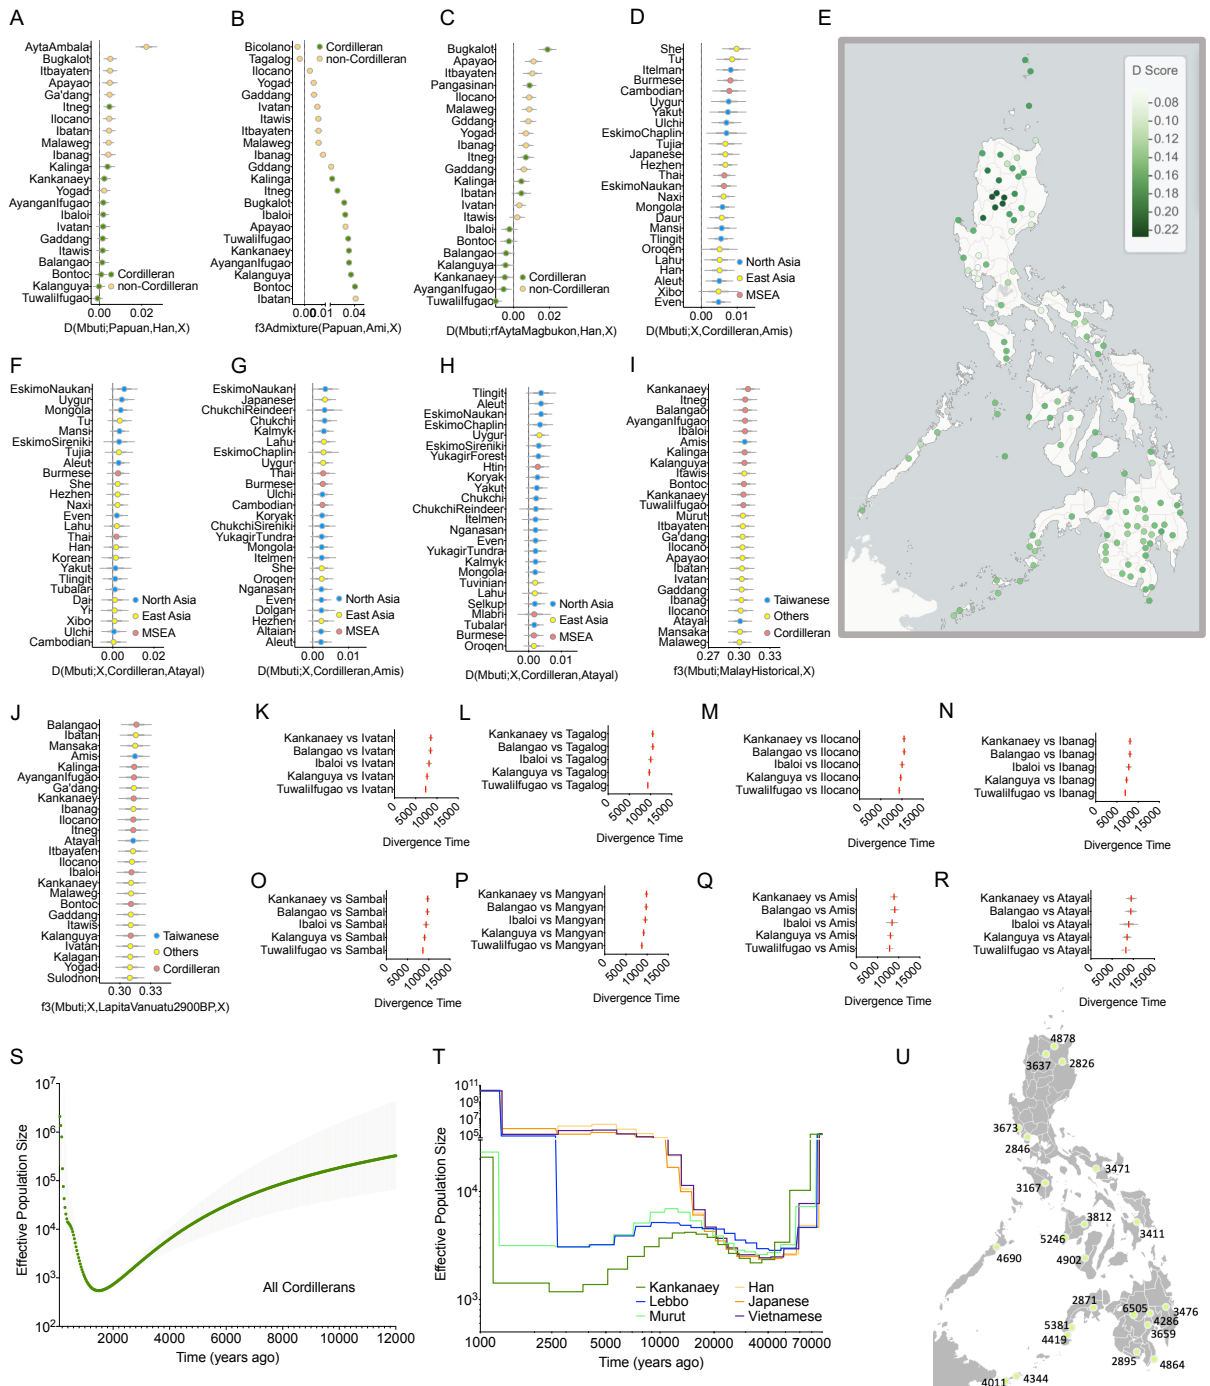 A
AytaAmbala
Bugkalot
Itbayaten
Apayao
Ga'dang
Itneg
Ilocano
Ibatan
Malaweg
Ibanag
Kalinga
Kankanaey
Yogad
AyanganIfugao
Ibaloi
Ivatan
Gaddang
Itawis
Balangao
Bontoc
Kalanguya
TuwaliIfugao
Cordilleran
non-Cordilleran
0.00
0.02
D(Mbuti;Papuan,Han,X)
B
Bicolano
Tagalog
Ilocano
Yogad
Gaddang
Ivatan
Itawis
Itbayaten
Malaweg
Ibanag
Gddang
Kalinga
Itneg
Bugkalot
Ibaloi
Apayao
TuwaliIfugao
Kankanaey
AyanganIfugao
Kalanguya
Bontoc
Ibatan
Cordilleran
non-Cordilleran
0.00
0.01
0.04
f3Admixture(Papuan,Ami,X)
C
Bugkalot
Apayao
Itbayaten
Pangasinan
Ilocano
Malaweg
Gddang
Yogad
Ibanag
Itneg
Gaddang
Kalinga
Ibatan
Ivatan
Itawis
Ibaloi
Bontoc
Balangao
Kalanguya
Kankanaey
AyanganIfugao
TuwaliIfugao
Cordilleran
non-Cordilleran
0.00
0.02
D(Mbuti;rfAytaMagbukon,Han,X)
D
She
Tu
Itelman
Burmese
Cambodian
Uygur
Yakut
Ulchi
EskimoChaplin
Tujia
Japanese
Hezhen
Thai
EskimoNaukan
Naxi
Mongola
Daur
Mansi
Tlingit
Oroqen
Lahu
Han
Aleut
Xibo
Even
North Asia
East Asia
MSEA
0.00
0.01
D(Mbuti;X,Cordilleran,Amis)
E
D Score
0.08
0.10
0.12
0.14
0.16
0.18
0.20
0.22
F
EskimoNaukan
Uygur
Mongola
Tu
Mansi
EskimoSireniki
Tujia
Aleut
Burmese
She
Hezhen
Naxi
Even
Lahu
Thai
Han
Korean
Yakut
Tlingit
Tubalar
Dai
Yi
Xibo
Ulchi
Cambodian
North Asia
East Asia
MSEA
0.00
0.02
D(Mbuti;X,Cordilleran,Atayal)
G
EskimoNaukan
Japanese
ChukchiReindeer
Chukchi
Kalmyk
Lahu
EskimoChaplin
Uygur
Thai
Burmese
Ulchi
Cambodian
Koryak
ChukchiSireniki
YukagirTundra
Mongola
Itelmen
She
Oroqen
Nganasan
Even
Dolgan
Hezhen
Altaian
Aleut
North Asia
East Asia
MSEA
0.00
0.01
D(Mbuti;X,Cordilleran,Amis)
H
Tlingit
Aleut
EskimoNaukan
EskimoChaplin
Uygur
EskimoSireniki
YukagirForest
Htin
Koryak
Yakut
Chukchi
ChukchiReindeer
Itelmen
Nganasan
Even
YukagirTundra
Kalmyk
Mongola
Tuvinian
Lahu
Selkup
Mlabri
Tubalar
Burmese
Oroqen
North Asia
East Asia
MSEA
0.00
0.01
D(Mbuti;X,Cordilleran,Atayal)
I
Kankanaey
Itneg
Balangao
AyanganIfugao
Ibaloi
Amis
Kalinga
Kalanguya
Itawis
Bontoc
Kankanaey
TuwaliIfugao
Murut
Itbayaten
Ga'dang
Ilocano
Apayao
Ibatan
Ivatan
Gaddang
Ibanag
Ilocano
Atayal
Mansaka
Malaweg
Taiwanese
Others
Cordilleran
0.27
0.30
0.33
f3(Mbuti;MalayHistorical,X)
J
Balangao
Ibatan
Mansaka
Amis
Kalinga
AyanganIfugao
Ga'dang
Kankanaey
Ibanag
Ilocano
Itneg
Atayal
Itbayaten
Ilocano
Ibaloi
Kankanaey
Malaweg
Bontoc
Gaddang
Itawis
Kalanguya
Ivatan
Kalagan
Yogad
Sulodnon
Taiwanese
Others
Cordilleran
0.30
0.33
f3(Mbuti;X,LapitaVanuatu2900BP,X)
K
Kankanaey vs Ivatan
Balangao vs Ivatan
Ibaloi vs Ivatan
Kalanguya vs Ivatan
TuwaliIfugao vs Ivatan
0
5000
10000
15000
Divergence Time
L
Kankanaey vs Tagalog
Balangao vs Tagalog
Ibaloi vs Tagalog
Kalanguya vs Tagalog
TuwaliIfugao vs Tagalog
0
5000
10000
15000
Divergence Time
M
Kankanaey vs Ilocano
Balangao vs Ilocano
Ibaloi vs Ilocano
Kalanguya vs Ilocano
TuwaliIfugao vs Ilocano
0
5000
10000
15000
Divergence Time
N
Kankanaey vs Ibanag
Balangao vs Ibanag
Ibaloi vs Ibanag
Kalanguya vs Ibanag
TuwaliIfugao vs Ibanag
0
5000
10000
15000
Divergence Time
O
Kankanaey vs Sambal
Balangao vs Sambal
Ibaloi vs Sambal
Kalanguya vs Sambal
TuwaliIfugao vs Sambal
0
5000
10000
15000
Divergence Time
P
Kankanaey vs Mangyan
Balangao vs Mangyan
Ibaloi vs Mangyan
Kalanguya vs Mangyan
TuwaliIfugao vs Mangyan
0
5000
10000
15000
Divergence Time
Q
Kankanaey vs Amis
Balangao vs Amis
Ibaloi vs Amis
Kalanguya vs Amis
TuwaliIfugao vs Amis
0
5000
10000
15000
Divergence Time
R
Kankanaey vs Atayal
Balangao vs Atayal
Ibaloi vs Atayal
Kalanguya vs Atayal
TuwaliIfugao vs Atayal
0
5000
10000
15000
Divergence Time
S
Effective Population Size
10⁷
10⁶
10⁵
10⁴
10³
10²
All Cordillerans
2000
4000
6000
8000
10000
12000
Time (years ago)
T
Effective Population Size
10¹¹
10⁹
10⁷
10⁵
10⁴
10³
Kankanaey
Lebbo
Murut
Han
Japanese
Vietnamese
1000
2500
5000
10000
20000
40000
70000
Time (years ago)
U
4878
3637
2826
3673
2846
3471
3167
3812
5246
3411
4690
4902
2871
6505
3476
4286
5381
4419
3659
2895
4864
4011
4344